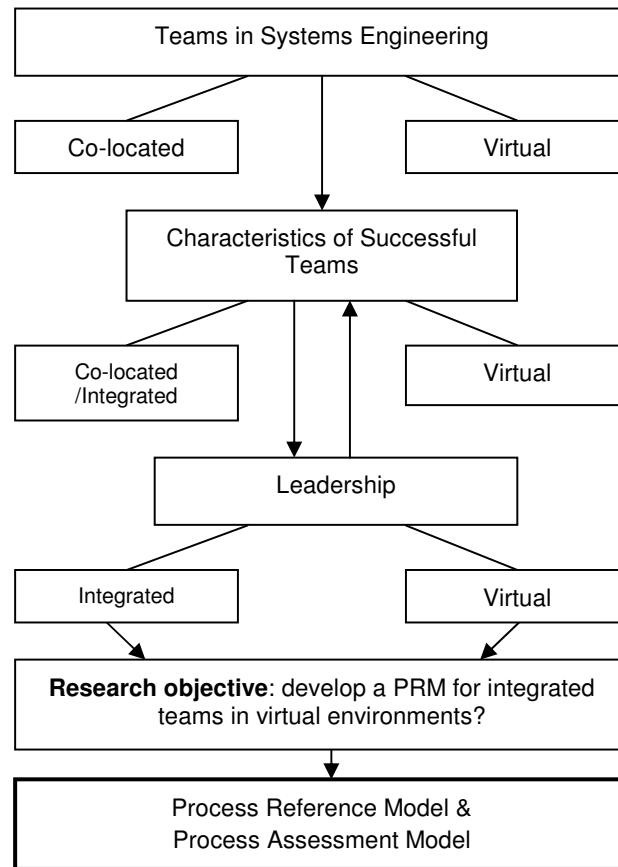 Teams in Systems Engineering
Co-located
Virtual
Characteristics of Successful
Teams
Co-located
/Integrated
Virtual
Leadership
Integrated
Virtual
Research objective: develop a PRM for integrated
teams in virtual environments?
Process Reference Model &
Process Assessment Model